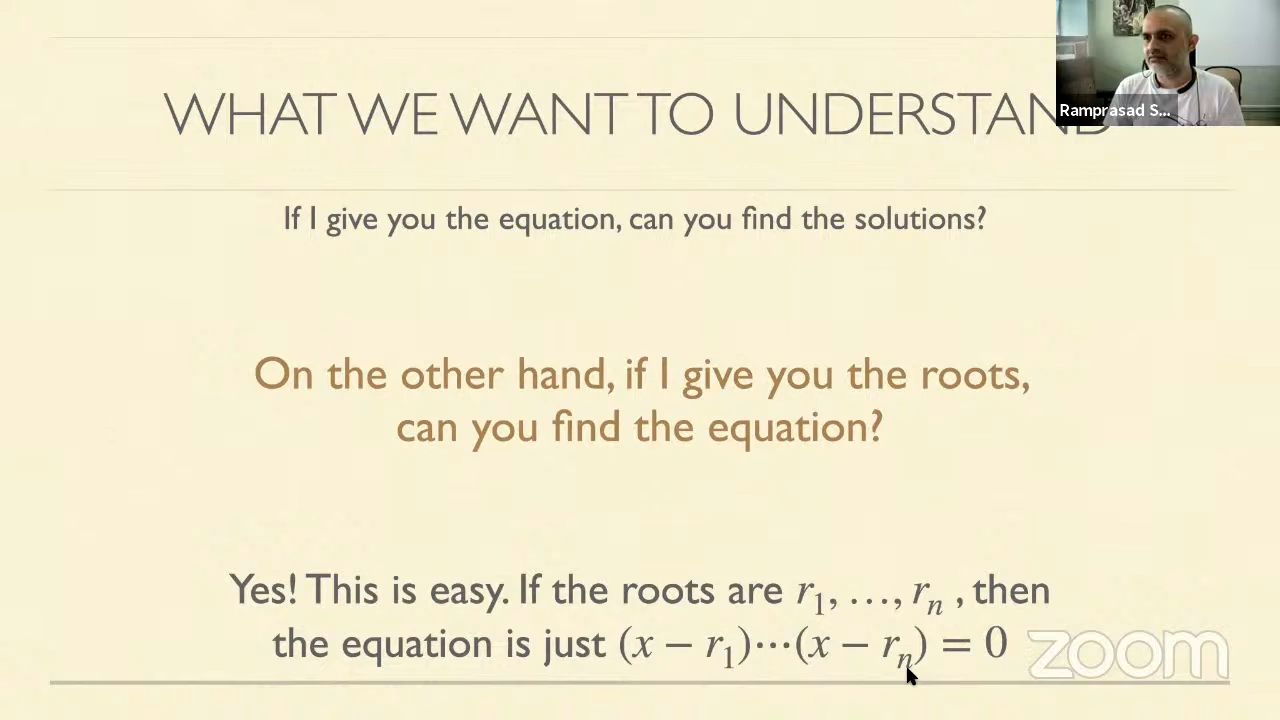 WHAT WE WANT TO UNDERSTAND
Ramprasad S...
If I give you the equation, can you find the solutions?
On the other hand, if I give you the roots,
can you find the equation?
Yes! This is easy. If the roots are r₁, …, rₙ , then
the equation is just (x − r₁)⋯(x − rₙ) = 0
zoom